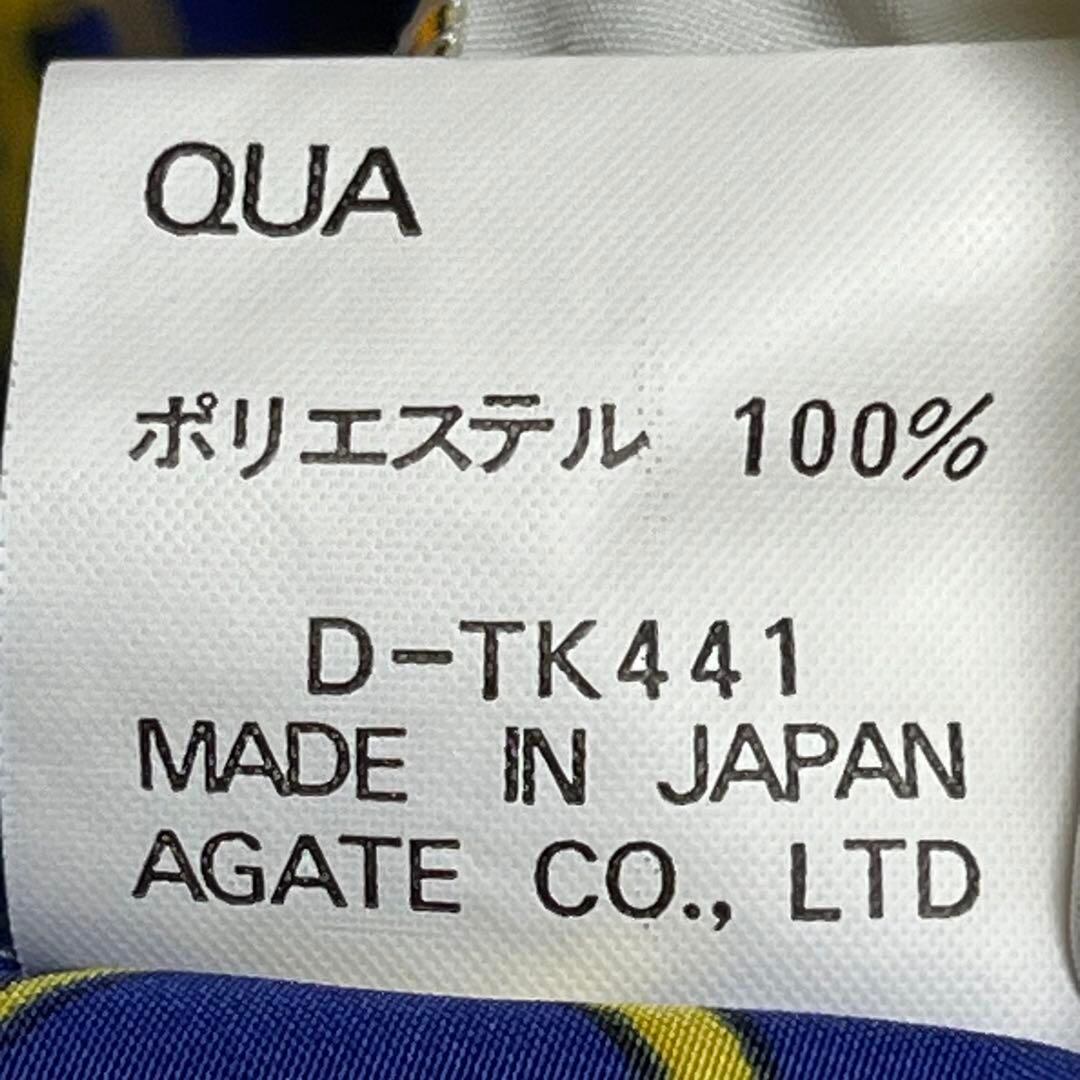 QUA
ポリエステル 100%
D-TK441
MADE IN JAPAN
AGATE CO., LTD